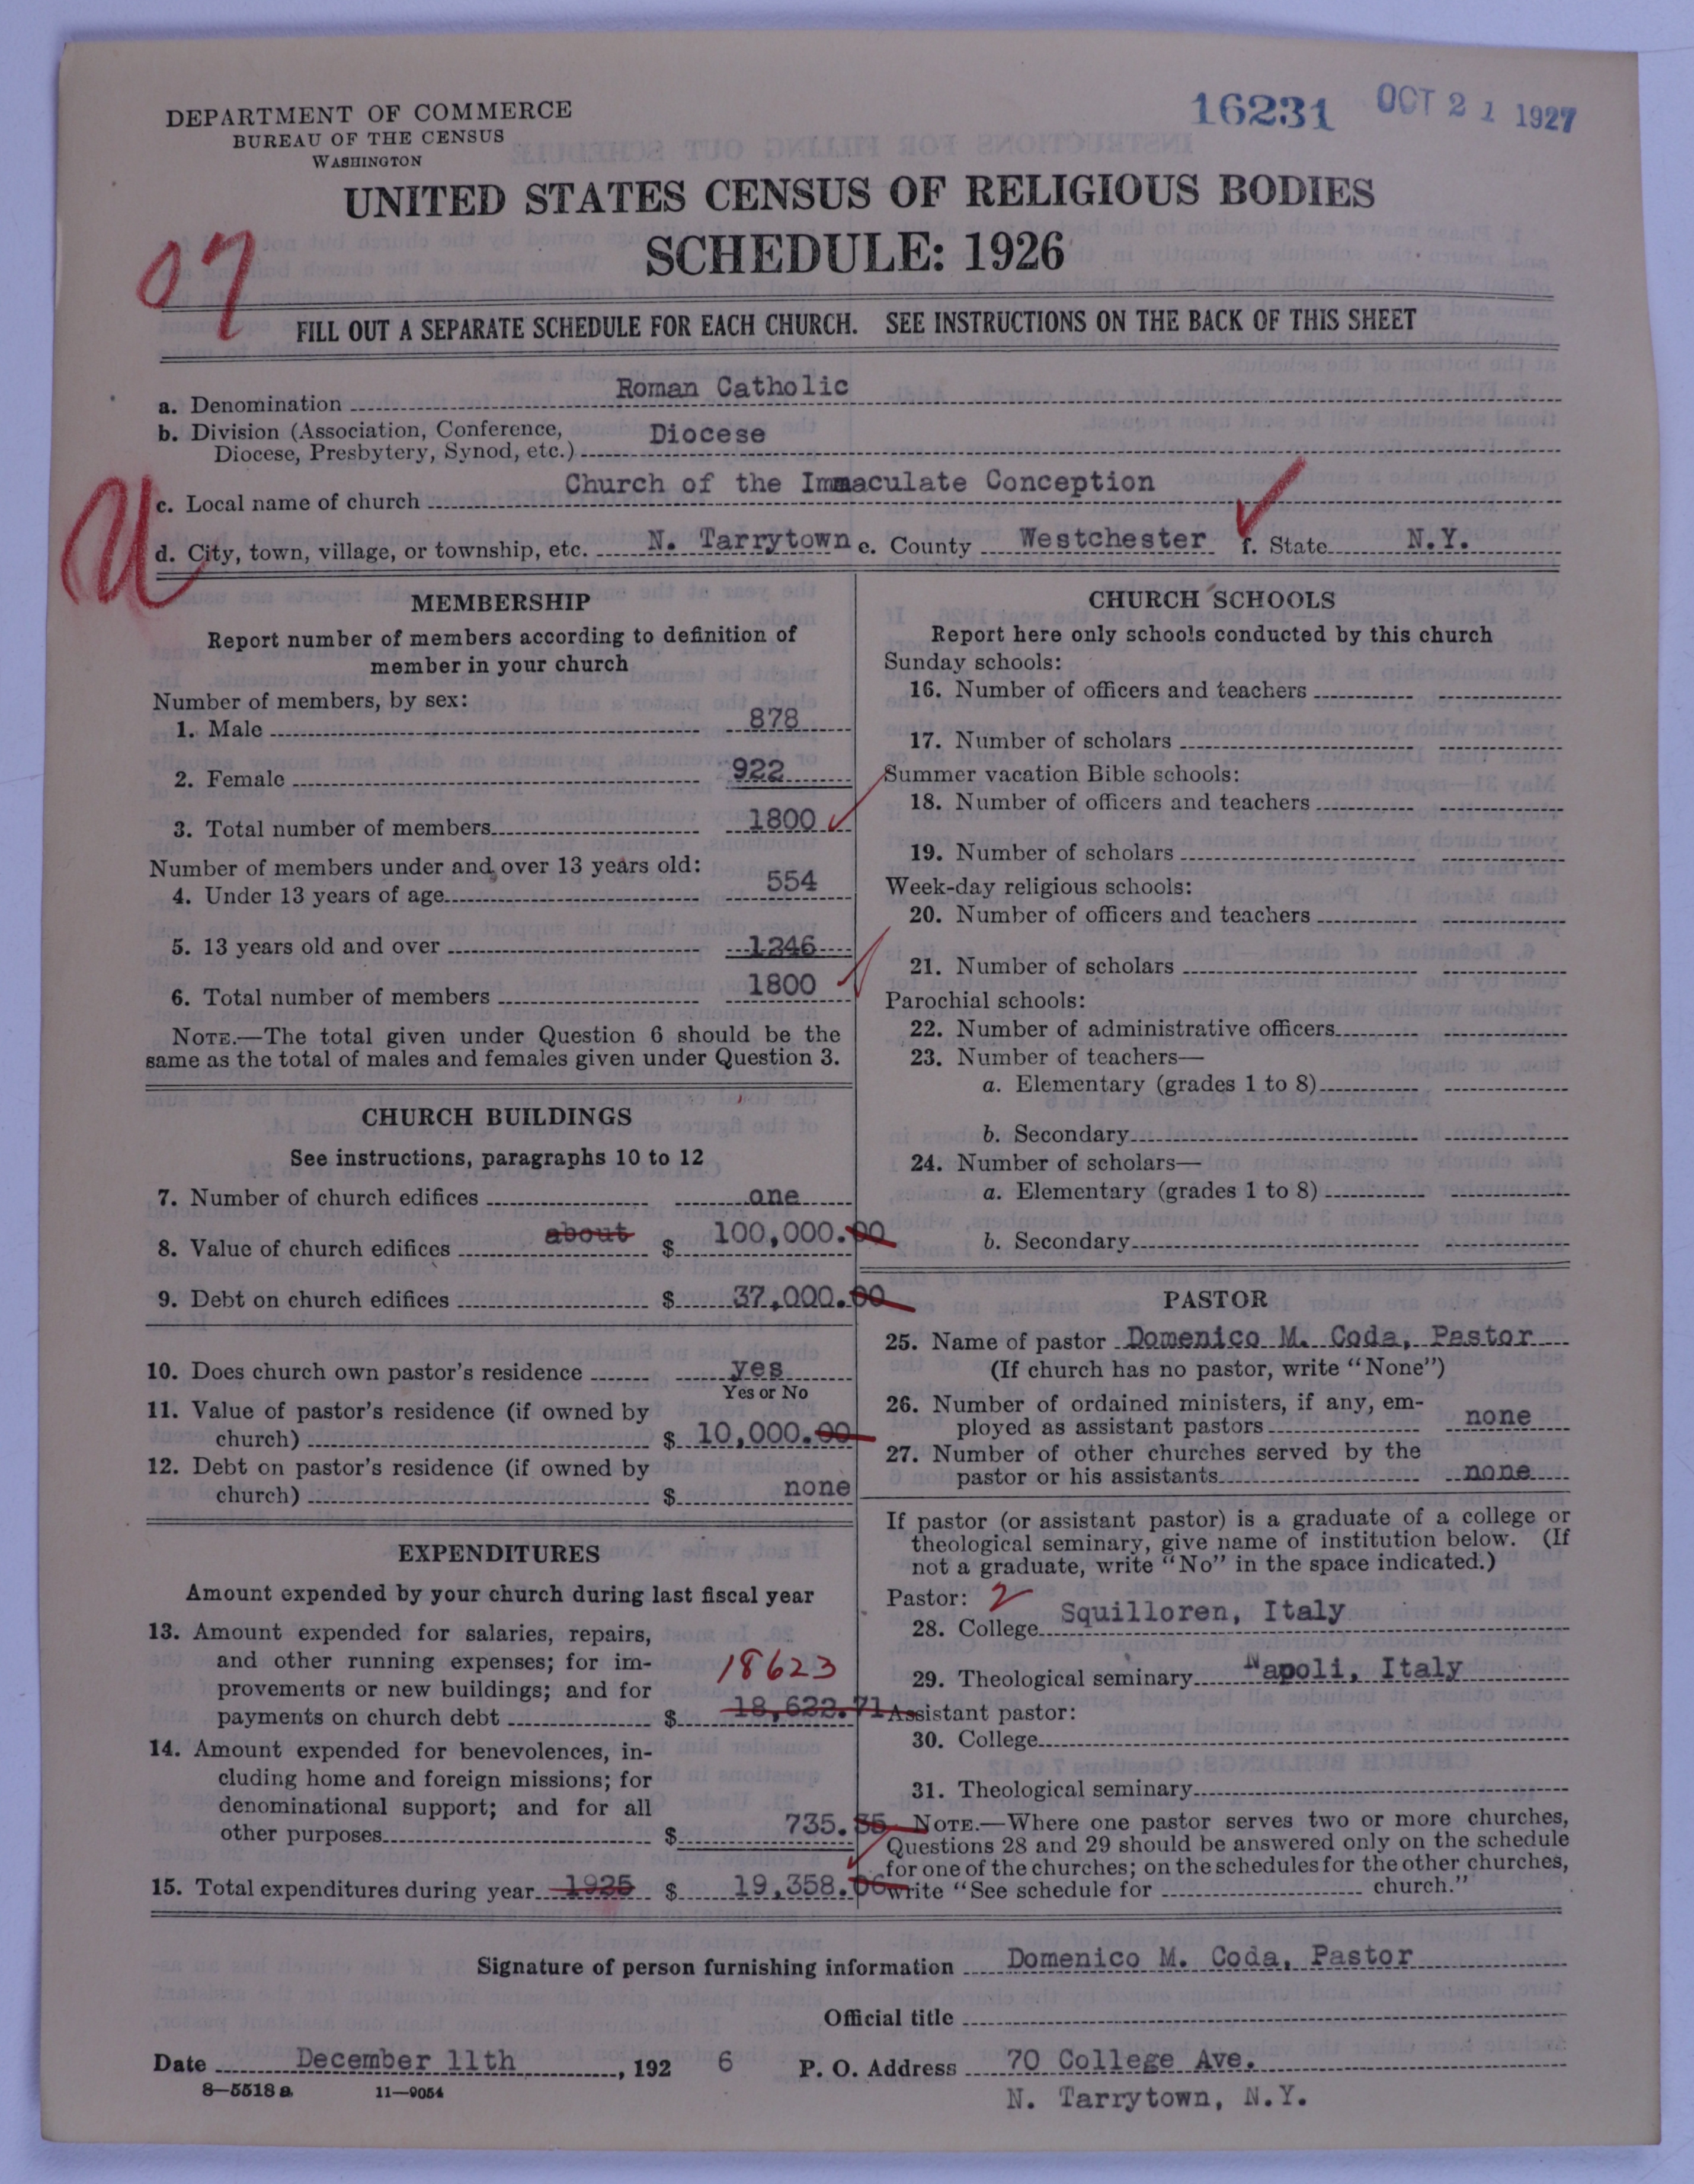 16231 OCT 21 1927
DEPARTMENT OF COMMERCE
BUREAU OF THE CENSUS
WASHINGTON
UNITED STATES CENSUS OF RELIGIOUS BODIES
SCHEDULE: 1926
07
FILL OUT A SEPARATE SCHEDULE FOR EACH CHURCH. SEE INSTRUCTIONS ON THE BACK OF THIS SHEET
a. Denomination Roman Catholic
b. Division (Association, Conference, Diocese
Diocese, Presbytery, Synod, etc.)
c. Local name of church Church of the Immaculate Conception
d. City, town, village, or township, etc. N. Tarrytown e. County Westchester f. State N.Y.
MEMBERSHIP
Report number of members according to definition of
member in your church
Number of members, by sex:
1. Male 878
2. Female 922
3. Total number of members 1800
Number of members under and over 13 years old:
4. Under 13 years of age 554
5. 13 years old and over 1246
6. Total number of members 1800
NOTE.—The total given under Question 6 should be the
same as the total of males and females given under Question 3.
CHURCH BUILDINGS
See instructions, paragraphs 10 to 12
7. Number of church edifices one
8. Value of church edifices about $ 100,000.00
9. Debt on church edifices $ 37,000.00
10. Does church own pastor's residence yes
Yes or No
11. Value of pastor's residence (if owned by
church) $ 10,000.00
12. Debt on pastor's residence (if owned by
church) $ none
EXPENDITURES
Amount expended by your church during last fiscal year
13. Amount expended for salaries, repairs,
and other running expenses; for im-
provements or new buildings; and for 18623
payments on church debt $ 18,622.71
14. Amount expended for benevolences, in-
cluding home and foreign missions; for
denominational support; and for all
other purposes $ 735.35
15. Total expenditures during year 1925 $ 19,358.06
CHURCH SCHOOLS
Report here only schools conducted by this church
Sunday schools:
16. Number of officers and teachers
17. Number of scholars
Summer vacation Bible schools:
18. Number of officers and teachers
19. Number of scholars
Week-day religious schools:
20. Number of officers and teachers
21. Number of scholars
Parochial schools:
22. Number of administrative officers
23. Number of teachers—
a. Elementary (grades 1 to 8)
b. Secondary
24. Number of scholars—
a. Elementary (grades 1 to 8)
b. Secondary
PASTOR
25. Name of pastor Domenico M. Coda, Pastor
(If church has no pastor, write "None")
26. Number of ordained ministers, if any, em-
ployed as assistant pastors none
27. Number of other churches served by the
pastor or his assistants none
If pastor (or assistant pastor) is a graduate of a college or
theological seminary, give name of institution below. (If
not a graduate, write "No" in the space indicated.)
Pastor: 2
28. College Squilloren, Italy
29. Theological seminary Napoli, Italy
Assistant pastor:
30. College
31. Theological seminary
NOTE.—Where one pastor serves two or more churches,
Questions 28 and 29 should be answered only on the schedule
for one of the churches; on the schedules for the other churches,
write "See schedule for church."
Signature of person furnishing information Domenico M. Coda, Pastor
Official title
Date December 11th, 192 6 P. O. Address 70 College Ave.
8—5518 a 11—9054 N. Tarrytown, N.Y.